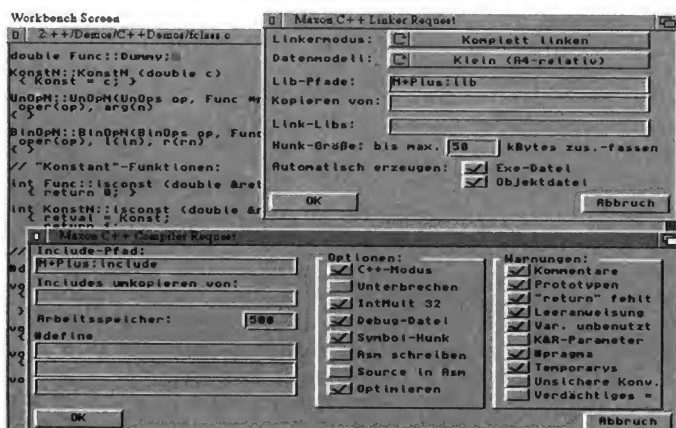 Workbench Screen
2: ++/Demos/C++Demos/fclass c
double Func::Dummy;
KonstN::KonstN (double c)
{ Konst = c; }
UnOpN::UnOpN(UnOps op, Func
oper(op), arg(n)
{ }
BinOpN::BinOpN(BinOps op, Func
oper(op), l(ln), r(rn)
{ }
// "Konstant"-Funktionen:
int Func::isconst (double &ret
{ return 0; }
int KonstN::isconst (double &r
{ retval = Konst;
return 1;
Maxon C++ Linker Request
Linkermodus: Komplett linken
Datenmodell: Klein (A4-relativ)
Lib-Pfade: M+Plus:lib
Kopieren von:
Link-Libs:
Hunk-Größe: bis max. 50 kBytes zus.-fassen
Automatisch erzeugen: Exe-Datei
Objektdatei
OK
Abbruch
Maxon C++ Compiler Request
Include-Pfad:
M+Plus:include
Includes umkopieren von:
Arbeitsspeicher: 500
#define
OK
Optionen:
C++-Modus
Unterbrechen
IntMult 32
Debug-Datei
Symbol-Hunk
Asm schreiben
Source in Asm
Optimieren
Warnungen:
Kommentare
Prototypen
"return" fehlt
Leeranweisung
Var. unbenutzt
K&R-Parameter
#pragma
Temporarys
Unsichere Konv.
Verdächtiges =
Abbruch